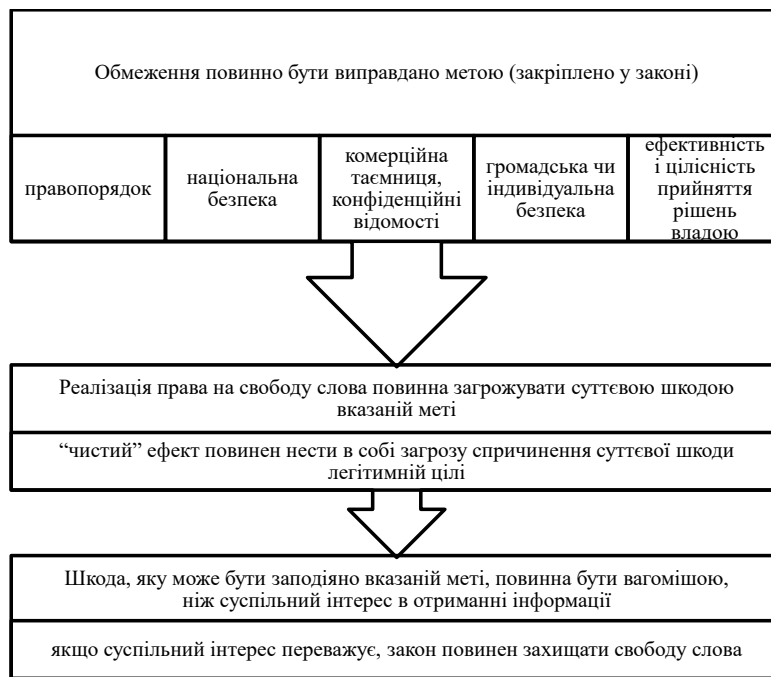 Обмеження повинно бути виправдано метою (закріплено у законі)
правопорядок
національна
безпека
комерційна
таємниця,
конфіденційні
відомості
громадська чи
індивідуальна
безпека
ефективність
і цілісність
прийняття
рішень
владою
Реалізація права на свободу слова повинна загрожувати суттєвою шкодою
вказаній меті
“чистий” ефект повинен нести в собі загрозу спричинення суттєвої шкоди
легітимній цілі
Шкода, яку може бути заподіяно вказаній меті, повинна бути вагомішою,
ніж суспільний інтерес в отриманні інформації
якщо суспільний інтерес переважує, закон повинен захищати свободу слова